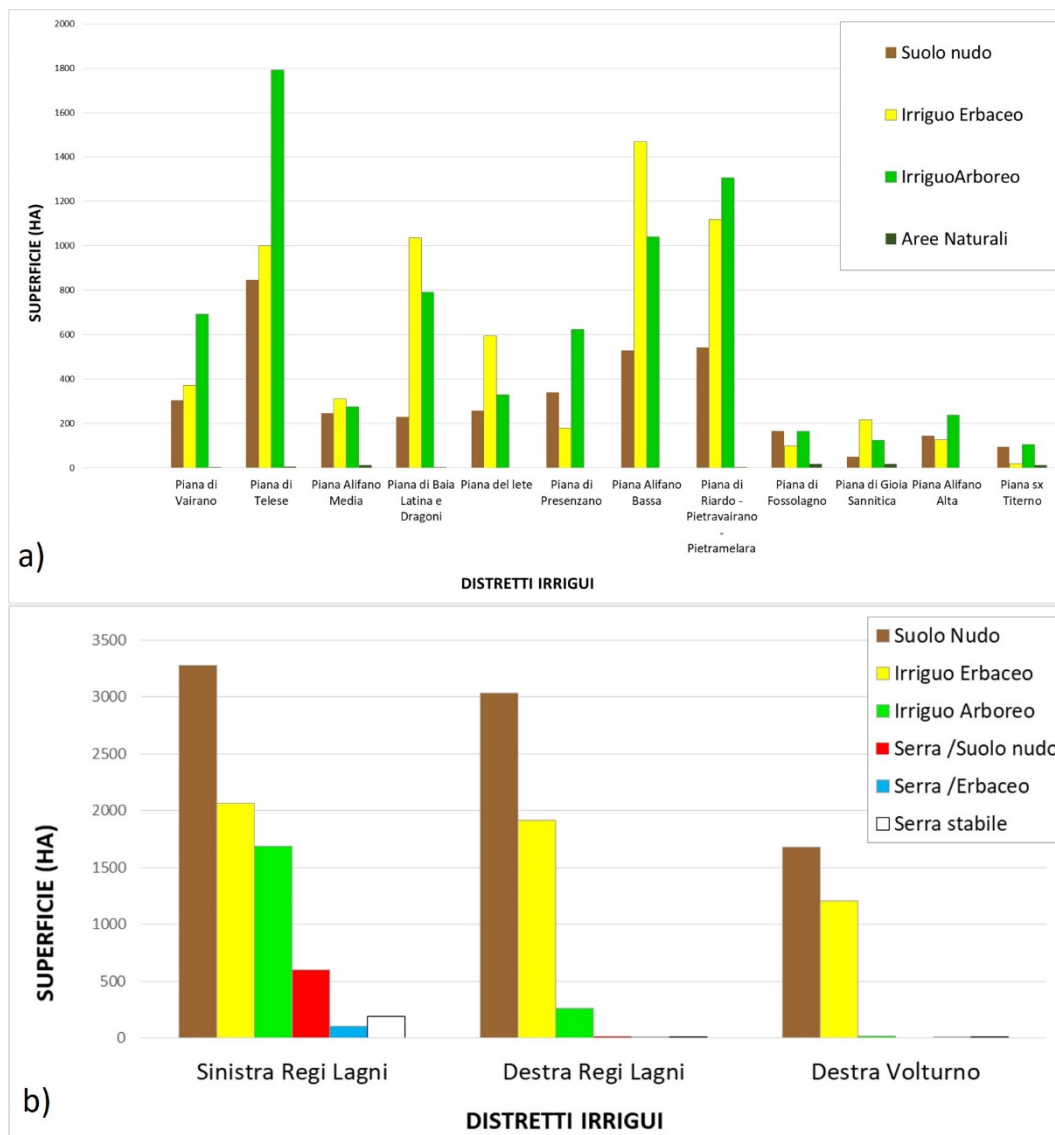 2000
1800
1600
1400
1200
1000
800
600
400
200
0
SUPERFICIE (HA)
Suolo nudo
Irriguo Erbaceo
IrriguoArboreo
Aree Naturali
Piana di
Vairano
Piana di
Telese
Piana Alifano
Media
Piana di Baia
Latina e
Dragoni
Piana del lete
Piana di
Presenzano
Piana Alifano
Bassa
Piana di
Riardo -
Pietravairano
-
Pietramelara
Piana di
Fossolagno
Piana di Gioia
Sannitica
Piana Alifano
Alta
Piana sx
Titerno
a)
DISTRETTI IRRIGUI
3500
3000
2500
2000
1500
1000
500
0
SUPERFICIE (HA)
Suolo Nudo
Irriguo Erbaceo
Irriguo Arboreo
Serra /Suolo nudo
Serra /Erbaceo
Serra stabile
Sinistra Regi Lagni
Destra Regi Lagni
Destra Volturno
b)
DISTRETTI IRRIGUI